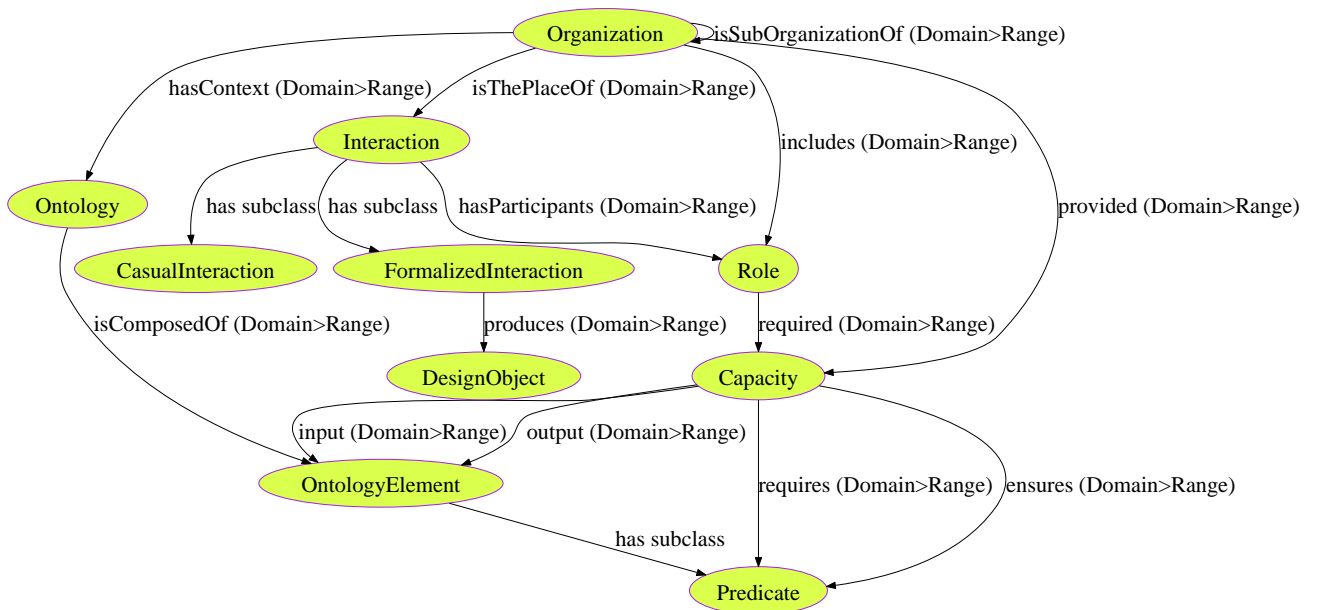 Organization
isSubOrganizationOf (Domain>Range)
hasContext (Domain>Range)
isThePlaceOf (Domain>Range)
Interaction
includes (Domain>Range)
Ontology
has subclass
has subclass
hasParticipants (Domain>Range)
provided (Domain>Range)
CasualInteraction
FormalizedInteraction
Role
isComposedOf (Domain>Range)
produces (Domain>Range)
required (Domain>Range)
DesignObject
Capacity
input (Domain>Range)
output (Domain>Range)
OntologyElement
requires (Domain>Range)
ensures (Domain>Range)
has subclass
Predicate